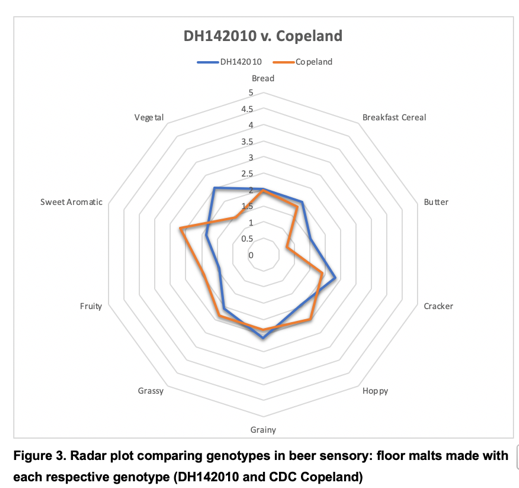 DH142010 v. Copeland
DH142010 Copeland
Bread
Vegetal Breakfast Cereal
Sweet Aromatic Butter
Fruity Cracker
Grassy Hoppy
Grainy
5
4.5
4
3.5
3
2.5
2
1.5
1
0.5
0
Figure 3. Radar plot comparing genotypes in beer sensory: floor malts made with
each respective genotype (DH142010 and CDC Copeland)